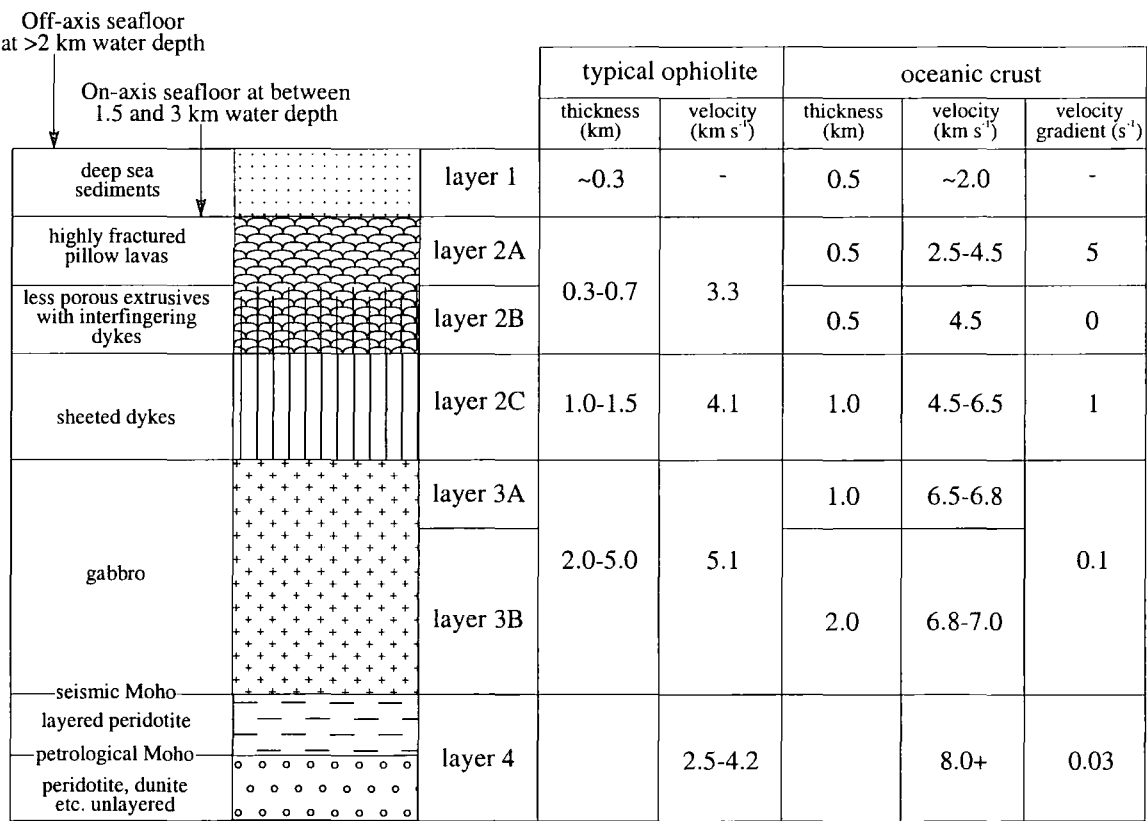 Off-axis seafloor
at >2 km water depth
On-axis seafloor at between
1.5 and 3 km water depth
typical ophiolite
oceanic crust
thickness
(km)
velocity
(km s⁻¹)
thickness
(km)
velocity
(km s⁻¹)
velocity
gradient (s⁻¹)
deep sea
sediments
layer 1
~0.3
-
0.5
~2.0
-
highly fractured
pillow lavas
layer 2A
0.5
2.5-4.5
5
less porous extrusives
with interfingering
dykes
layer 2B
0.3-0.7
3.3
0.5
4.5
0
sheeted dykes
layer 2C
1.0-1.5
4.1
1.0
4.5-6.5
1
gabbro
layer 3A
1.0
6.5-6.8
2.0-5.0
5.1
0.1
layer 3B
2.0
6.8-7.0
seismic Moho
layered peridotite
petrological Moho
peridotite, dunite
etc. unlayered
layer 4
2.5-4.2
8.0+
0.03